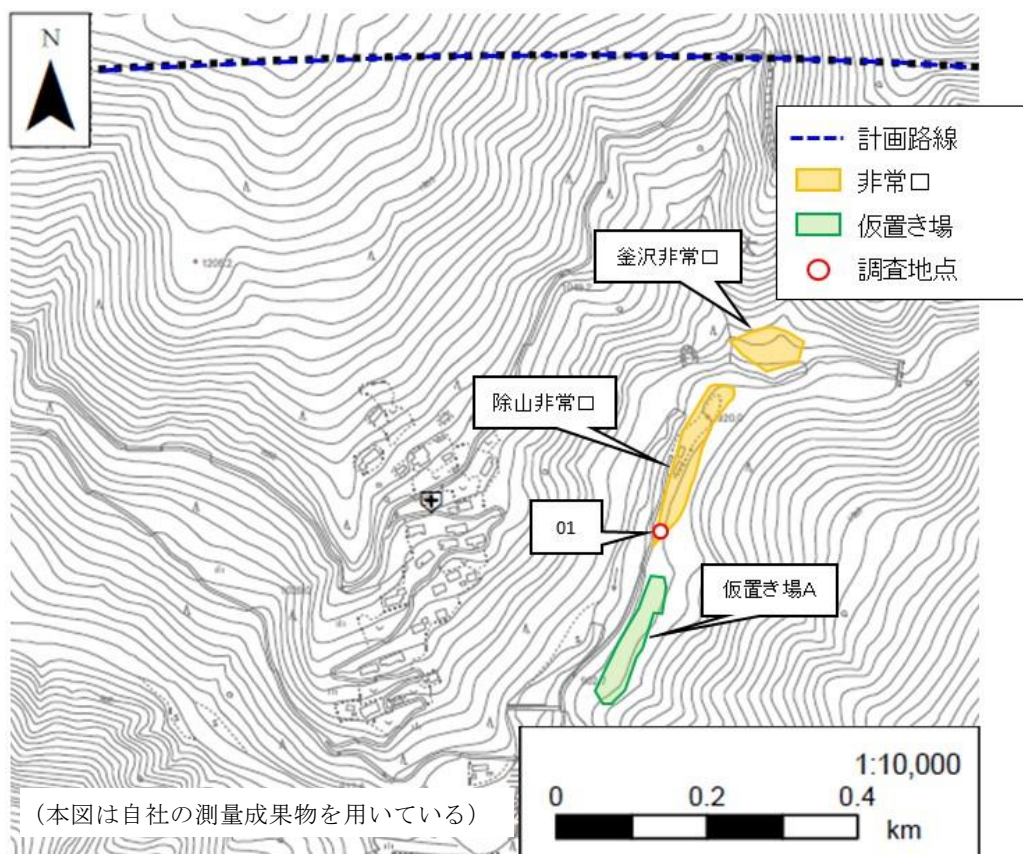 N
計画路線
非常口
仮置き場
調査地点
釜沢非常口
除山非常口
01
仮置き場A
1:10,000
0 0.2 0.4
km
(本図は自社の測量成果物を用いている)